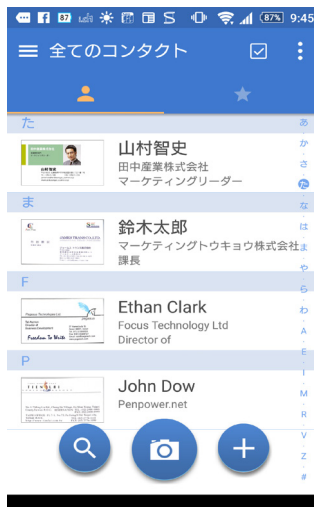 87% 9:45
全てのコンタクト
た
山村智史
田中産業株式会社
マーケティングリーダー
ま
鈴木太郎
マーケティングトウキョウ株式会社
課長
F
Ethan Clark
Focus Technology Ltd
Director of
Freedom To Write
P
John Dow
Penpower.net
PENPOWER
あ
か
さ
た
な
は
ま
や
ら
わ
A
E
I
M
R
V
Z
#